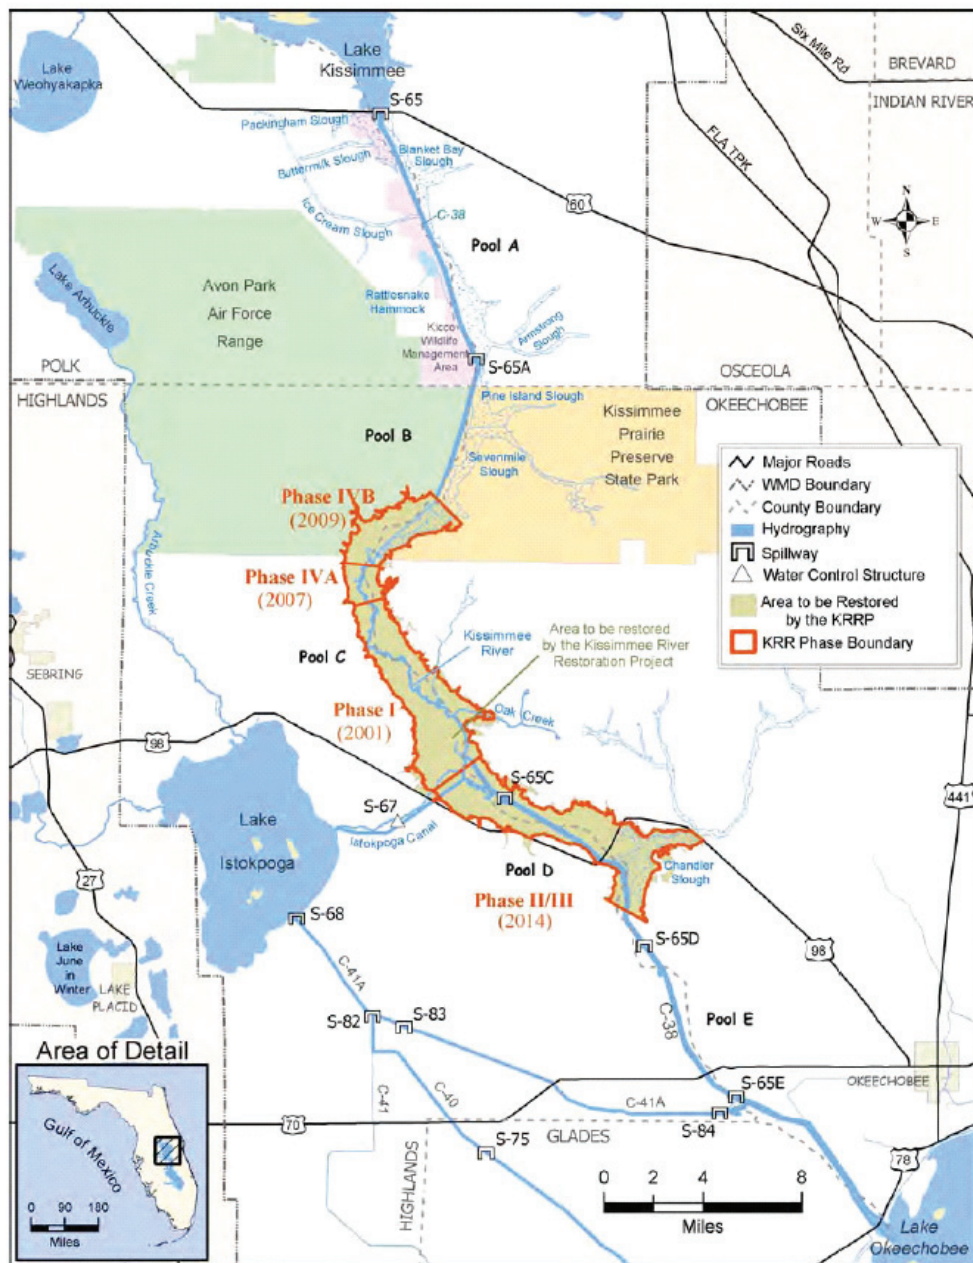 Lake
Kissimmee
Lake
Weohyakapka
Six Mile Rd
BREVARD
INDIAN RIVER
S-65
Packingham Slough
Buttermilk Slough
Blanket Bay
Slough
FLA TPK
Ice Cream Slough
C-38
60
N
W
E
S
Pool A
Lake Arbuckle
Avon Park
Air Force
Range
Rattlesnake
Hammock
Armstrong
Slough
Kicco
Wildlife
Management
Area
S-65A
POLK
HIGHLANDS
OSCEOLA
OKEECHOBEE
Pine Island Slough
Kissimmee
Prairie
Preserve
State Park
Pool B
Sevenmile
Slough
Major Roads
WMD Boundary
County Boundary
Hydrography
Spillway
Water Control Structure
Area to be Restored
by the KRRP
KRR Phase Boundary
Phase IVB
(2009)
Arbuckle Creek
Phase IVA
(2007)
Pool C
Kissimmee
River
Area to be restored
by the Kissimmee River
Restoration Project
SEBRING
Phase I
(2001)
Oak Creek
98
S-65C
S-67
Istokpoga Canal
Lake
Istokpoga
441
27
Pool D
Chandler
Slough
Phase II/III
(2014)
S-68
S-65D
98
Lake
June
in
Winter
LAKE
PLACID
C-41A
S-82
S-83
C-38
Pool E
Area of Detail
Gulf of Mexico
0 90 180
Miles
C-41
C-40
C-41A
S-65E
S-84
OKEECHOBEE
70
GLADES
HIGHLANDS
S-75
78
0 2 4 8
Miles
Lake
Okeechobee